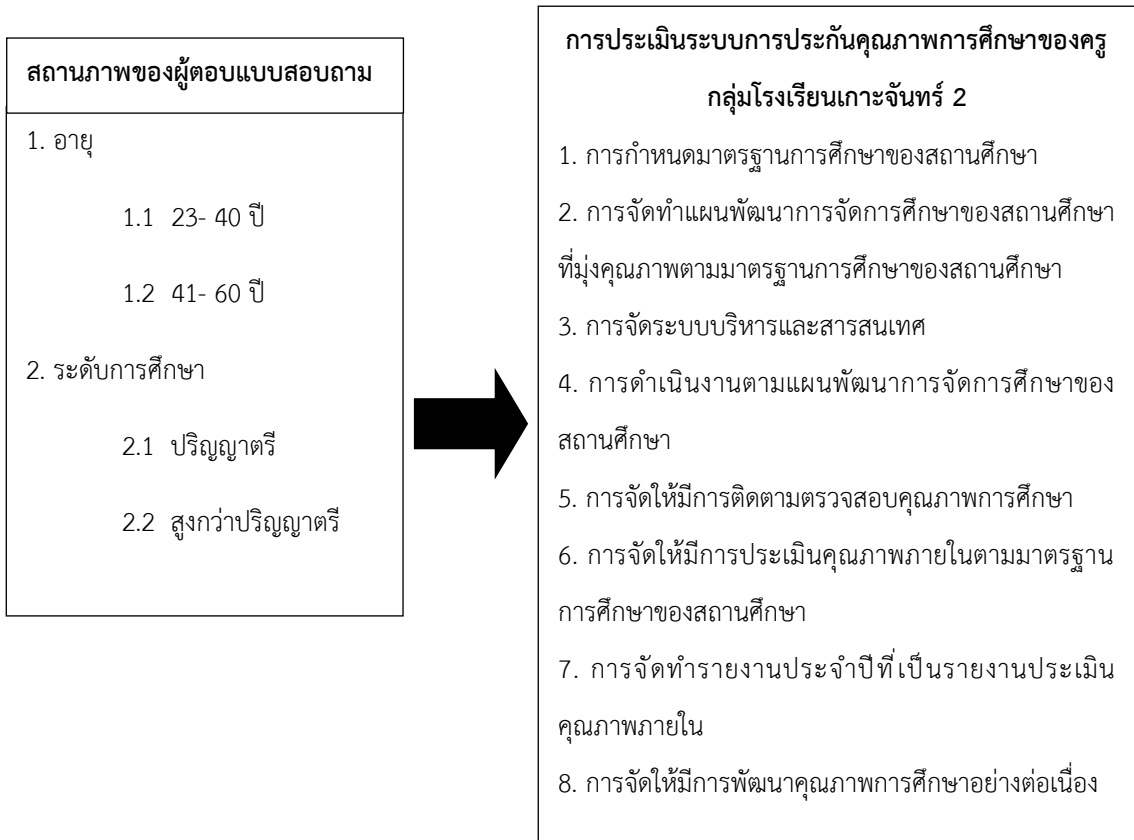 สถานภาพของผู้ตอบแบบสอบถาม
1. อายุ
1.1 23- 40 ปี
1.2 41- 60 ปี
2. ระดับการศึกษา
2.1 ปริญญาตรี
2.2 สูงกว่าปริญญาตรี
การประเมินระบบการประกันคุณภาพการศึกษาของครู
กลุ่มโรงเรียนเกาะจันทร์ 2
1. การกำหนดมาตรฐานการศึกษาของสถานศึกษา
2. การจัดทำแผนพัฒนาการจัดการศึกษาของสถานศึกษา
ที่มุ่งคุณภาพตามมาตรฐานการศึกษาของสถานศึกษา
3. การจัดระบบบริหารและสารสนเทศ
4. การดำเนินงานตามแผนพัฒนาการจัดการศึกษาของ
สถานศึกษา
5. การจัดให้มีการติดตามตรวจสอบคุณภาพการศึกษา
6. การจัดให้มีการประเมินคุณภาพภายในตามมาตรฐาน
การศึกษาของสถานศึกษา
7. การจัดทำรายงานประจำปีที่เป็นรายงานประเมิน
คุณภาพภายใน
8. การจัดให้มีการพัฒนาคุณภาพการศึกษาอย่างต่อเนื่อง